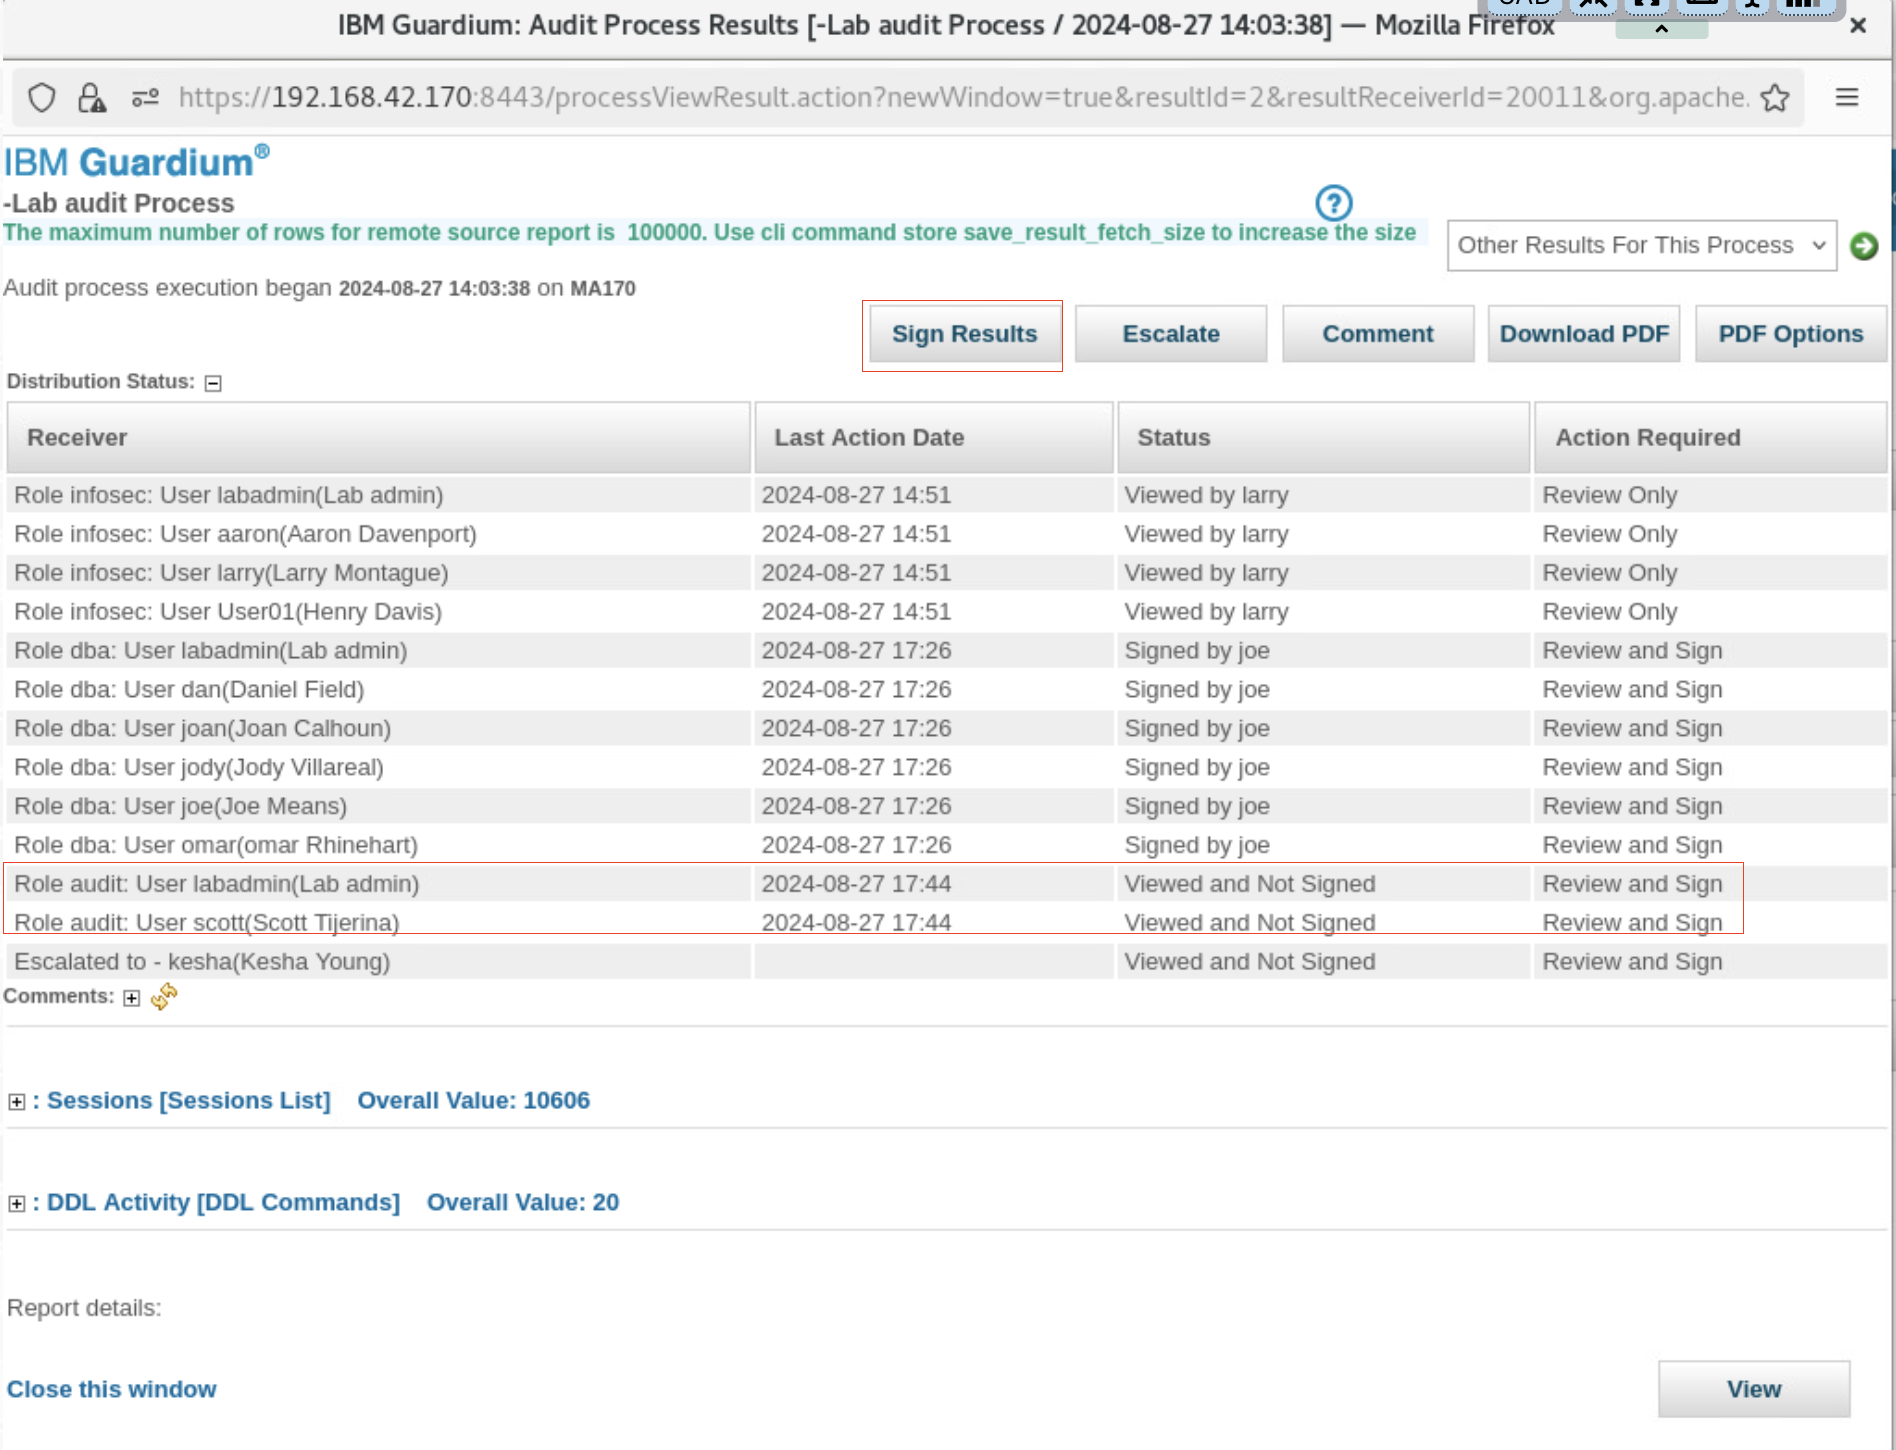 IBM Guardium: Audit Process Results [-Lab audit Process / 2024-08-27 14:03:38] — Mozilla Firefox
https://192.168.42.170:8443/processViewResult.action?newWindow=true&resultId=2&resultReceiverId=20011&org.apache.
IBM Guardium®
-Lab audit Process
The maximum number of rows for remote source report is 100000. Use cli command store save_result_fetch_size to increase the size
Other Results For This Process
Audit process execution began 2024-08-27 14:03:38 on MA170
Sign Results Escalate Comment Download PDF PDF Options
Distribution Status:
Receiver Last Action Date Status Action Required
Role infosec: User labadmin(Lab admin) 2024-08-27 14:51 Viewed by larry Review Only
Role infosec: User aaron(Aaron Davenport) 2024-08-27 14:51 Viewed by larry Review Only
Role infosec: User larry(Larry Montague) 2024-08-27 14:51 Viewed by larry Review Only
Role infosec: User User01(Henry Davis) 2024-08-27 14:51 Viewed by larry Review Only
Role dba: User labadmin(Lab admin) 2024-08-27 17:26 Signed by joe Review and Sign
Role dba: User dan(Daniel Field) 2024-08-27 17:26 Signed by joe Review and Sign
Role dba: User joan(Joan Calhoun) 2024-08-27 17:26 Signed by joe Review and Sign
Role dba: User jody(Jody Villareal) 2024-08-27 17:26 Signed by joe Review and Sign
Role dba: User joe(Joe Means) 2024-08-27 17:26 Signed by joe Review and Sign
Role dba: User omar(omar Rhinehart) 2024-08-27 17:26 Signed by joe Review and Sign
Role audit: User labadmin(Lab admin) 2024-08-27 17:44 Viewed and Not Signed Review and Sign
Role audit: User scott(Scott Tijerina) 2024-08-27 17:44 Viewed and Not Signed Review and Sign
Escalated to - kesha(Kesha Young) Viewed and Not Signed Review and Sign
Comments:
: Sessions [Sessions List] Overall Value: 10606
: DDL Activity [DDL Commands] Overall Value: 20
Report details:
Close this window
View